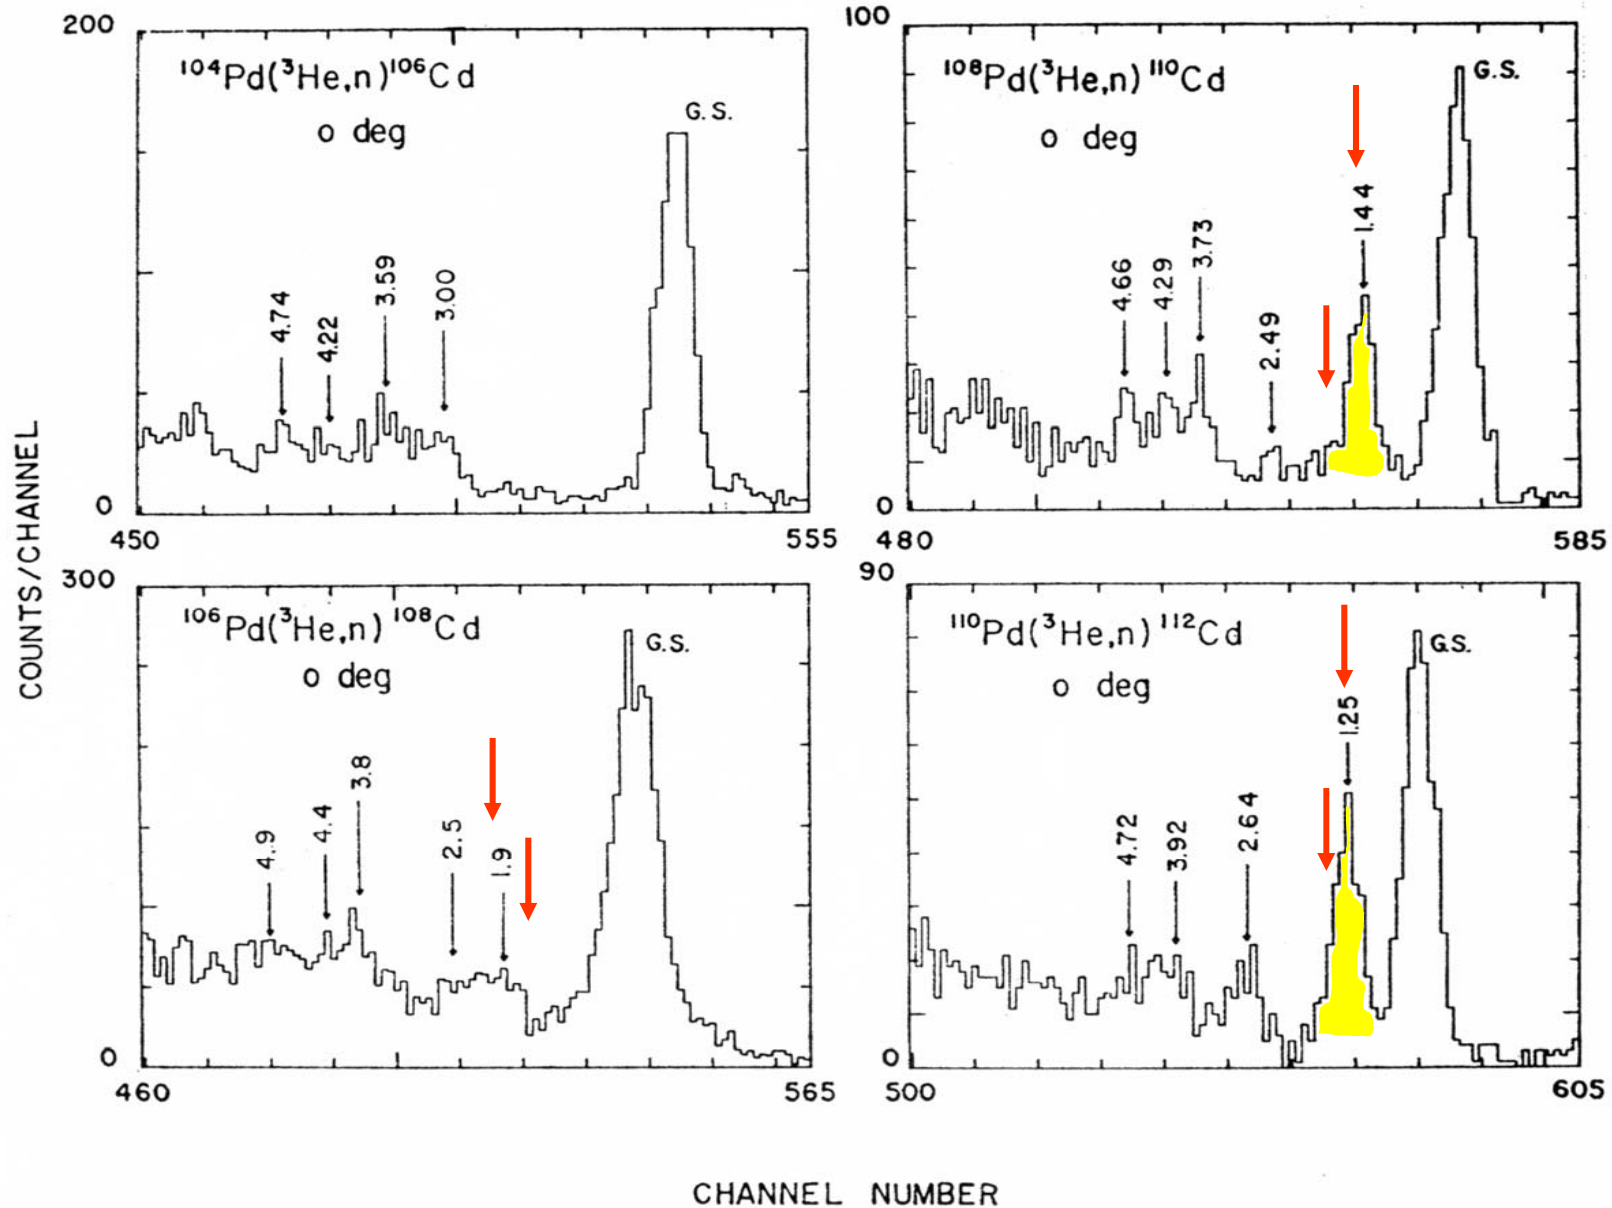 COUNTS/CHANNEL
200
¹⁰⁴Pd(³He,n)¹⁰⁶Cd
0 deg
G.S.
4.74
4.22
3.59
3.00
0
450
555
100
¹⁰⁸Pd(³He,n)¹¹⁰Cd
0 deg
G.S.
4.66
4.29
3.73
2.49
1.44
0
480
585
300
¹⁰⁶Pd(³He,n)¹⁰⁸Cd
0 deg
G.S.
4.9
4.4
3.8
2.5
1.9
0
460
565
90
¹¹⁰Pd(³He,n)¹¹²Cd
0 deg
G.S.
4.72
3.92
2.64
1.25
0
500
605
CHANNEL NUMBER